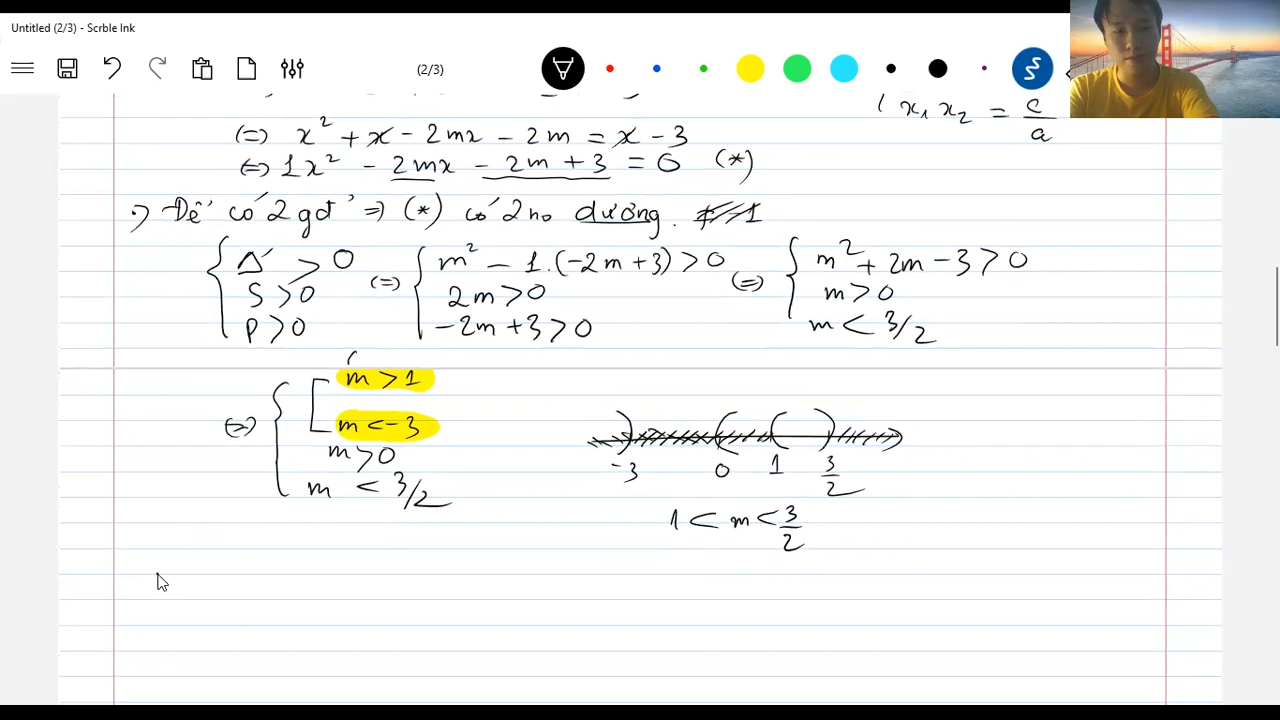 Untitled (2/3) - Scrble Ink
(2/3)
x₁ x₂ = c/a
(=) x² + x - 2mx - 2m = x - 3
(=) 1x² - 2mx - 2m + 3 = 0 (*)
Để có 2 gđ => (*) có 2 no dương.
{ Δ' > 0 (=) { m² - 1.(-2m + 3) > 0 (=) { m² + 2m - 3 > 0
S > 0 2m > 0 m > 0
P > 0 -2m + 3 > 0 m < 3/2
(=) { [ m > 1
m < -3
m > 0
m < 3/2
-3 0 1 3/2
1 < m < 3/2